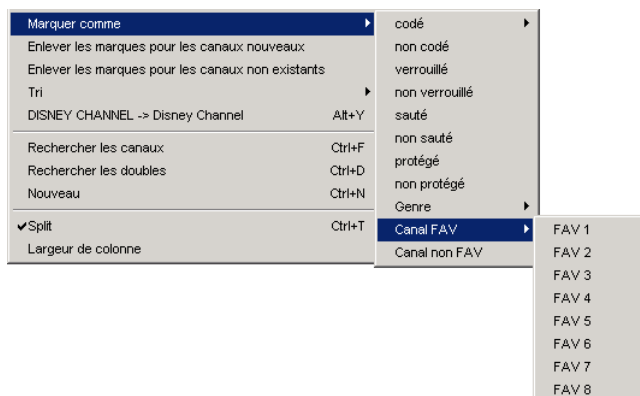 Marquer comme
Enlever les marques pour les canaux nouveaux
Enlever les marques pour les canaux non existants
Tri
DISNEY CHANNEL -> Disney Channel Alt+Y
Rechercher les canaux Ctrl+F
Rechercher les doubles Ctrl+D
Nouveau Ctrl+N
Split Ctrl+T
Largeur de colonne
codé
non codé
verrouillé
non verrouillé
sauté
non sauté
protégé
non protégé
Genre
Canal FAV
Canal non FAV
FAV 1
FAV 2
FAV 3
FAV 4
FAV 5
FAV 6
FAV 7
FAV 8